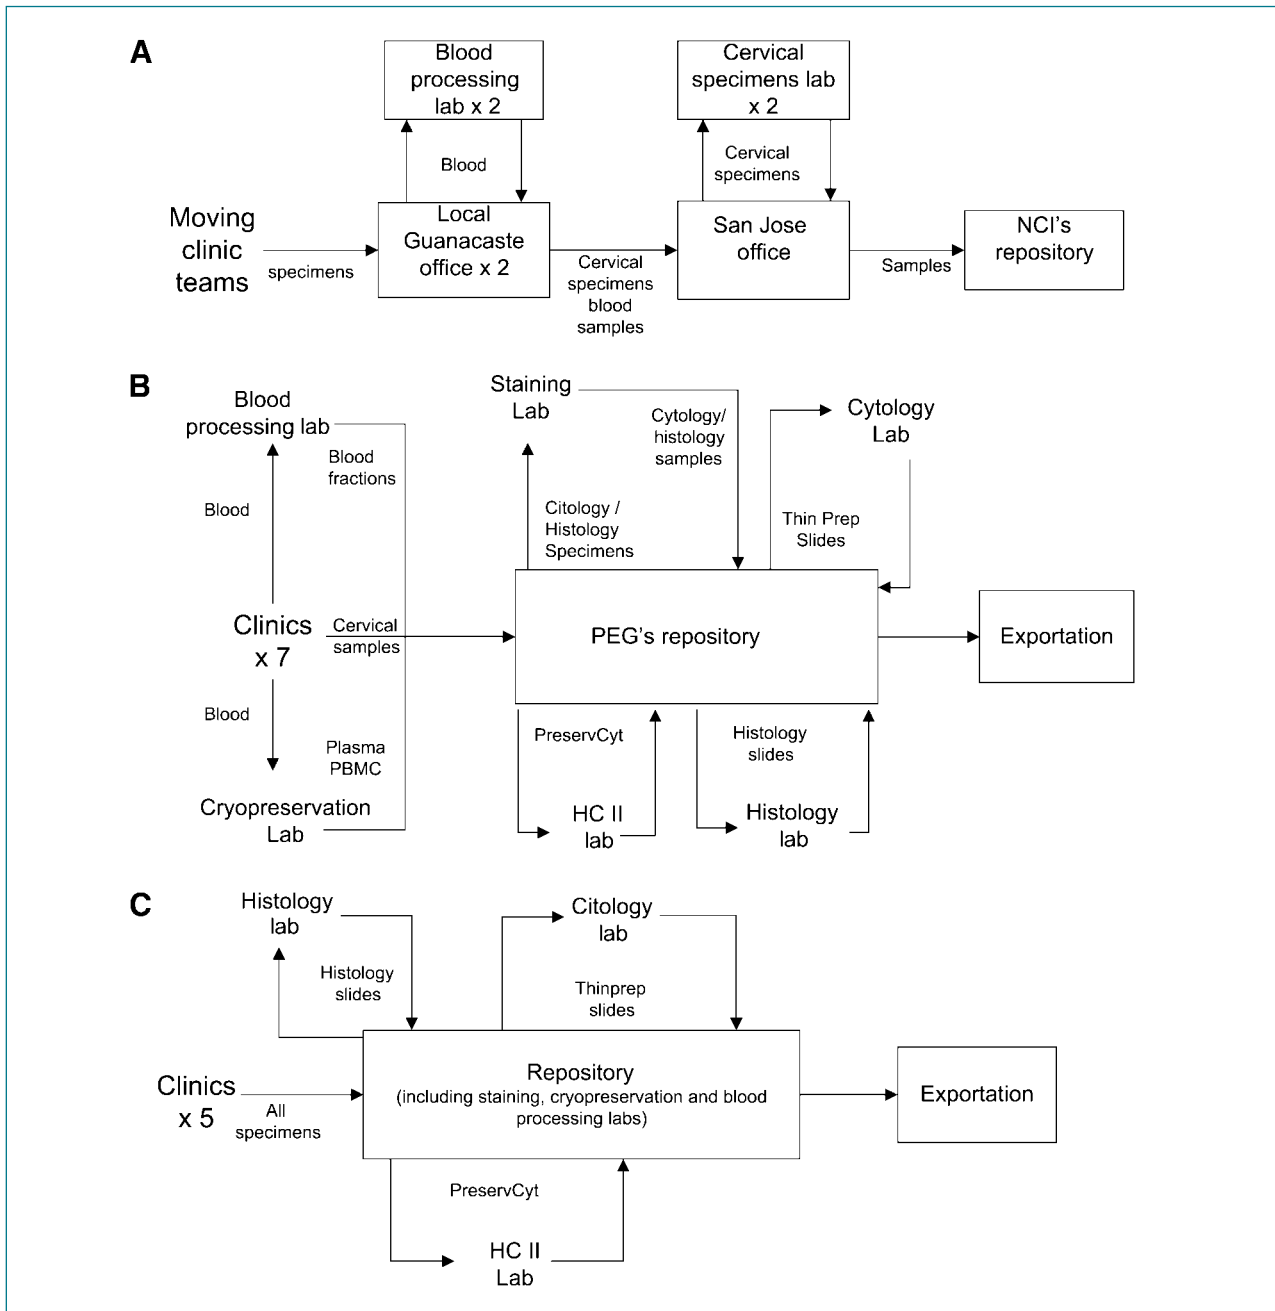 A
Blood
processing
lab x 2
Cervical
specimens lab
x 2
Blood
Cervical
specimens
Moving
clinic
teams
specimens
Local
Guanacaste
office x 2
Cervical
specimens
blood
samples
San Jose
office
Samples
NCI's
repository
B
Blood
processing lab
Blood
fractions
Blood
Staining
Lab
Cytology/
histology
samples
Cytology
Lab
Citology /
Histology
Specimens
Thin Prep
Slides
Clinics
x 7
Cervical
samples
PEG's repository
Exportation
Blood
Plasma
PBMC
Cryopreservation
Lab
PreservCyt
HC II
lab
Histology
slides
Histology
lab
C
Histology
lab
Histology
slides
Citology
lab
Thinprep
slides
Clinics
x 5
All
specimens
Repository
(including staining, cryopreservation and blood
processing labs)
Exportation
PreservCyt
HC II
Lab